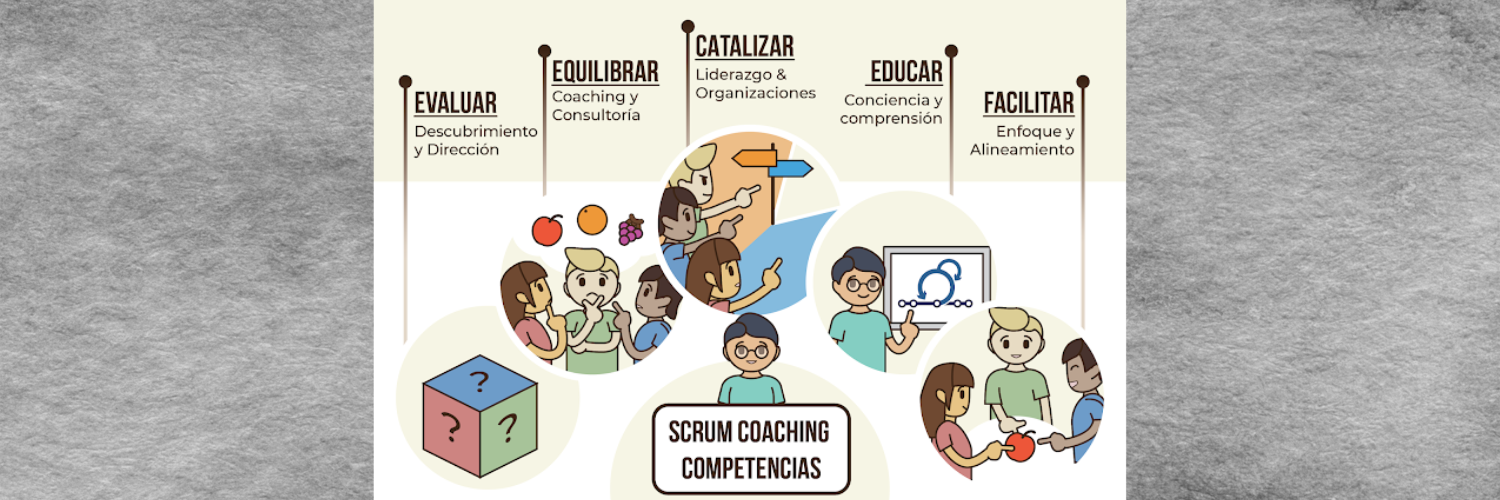 EVALUAR
Descubrimiento
y Dirección
EQUILIBRAR
Coaching y
Consultoría
CATALIZAR
Liderazgo &
Organizaciones
EDUCAR
Conciencia y
comprensión
FACILITAR
Enfoque y
Alineamiento
?
?
?
SCRUM COACHING
COMPETENCIAS